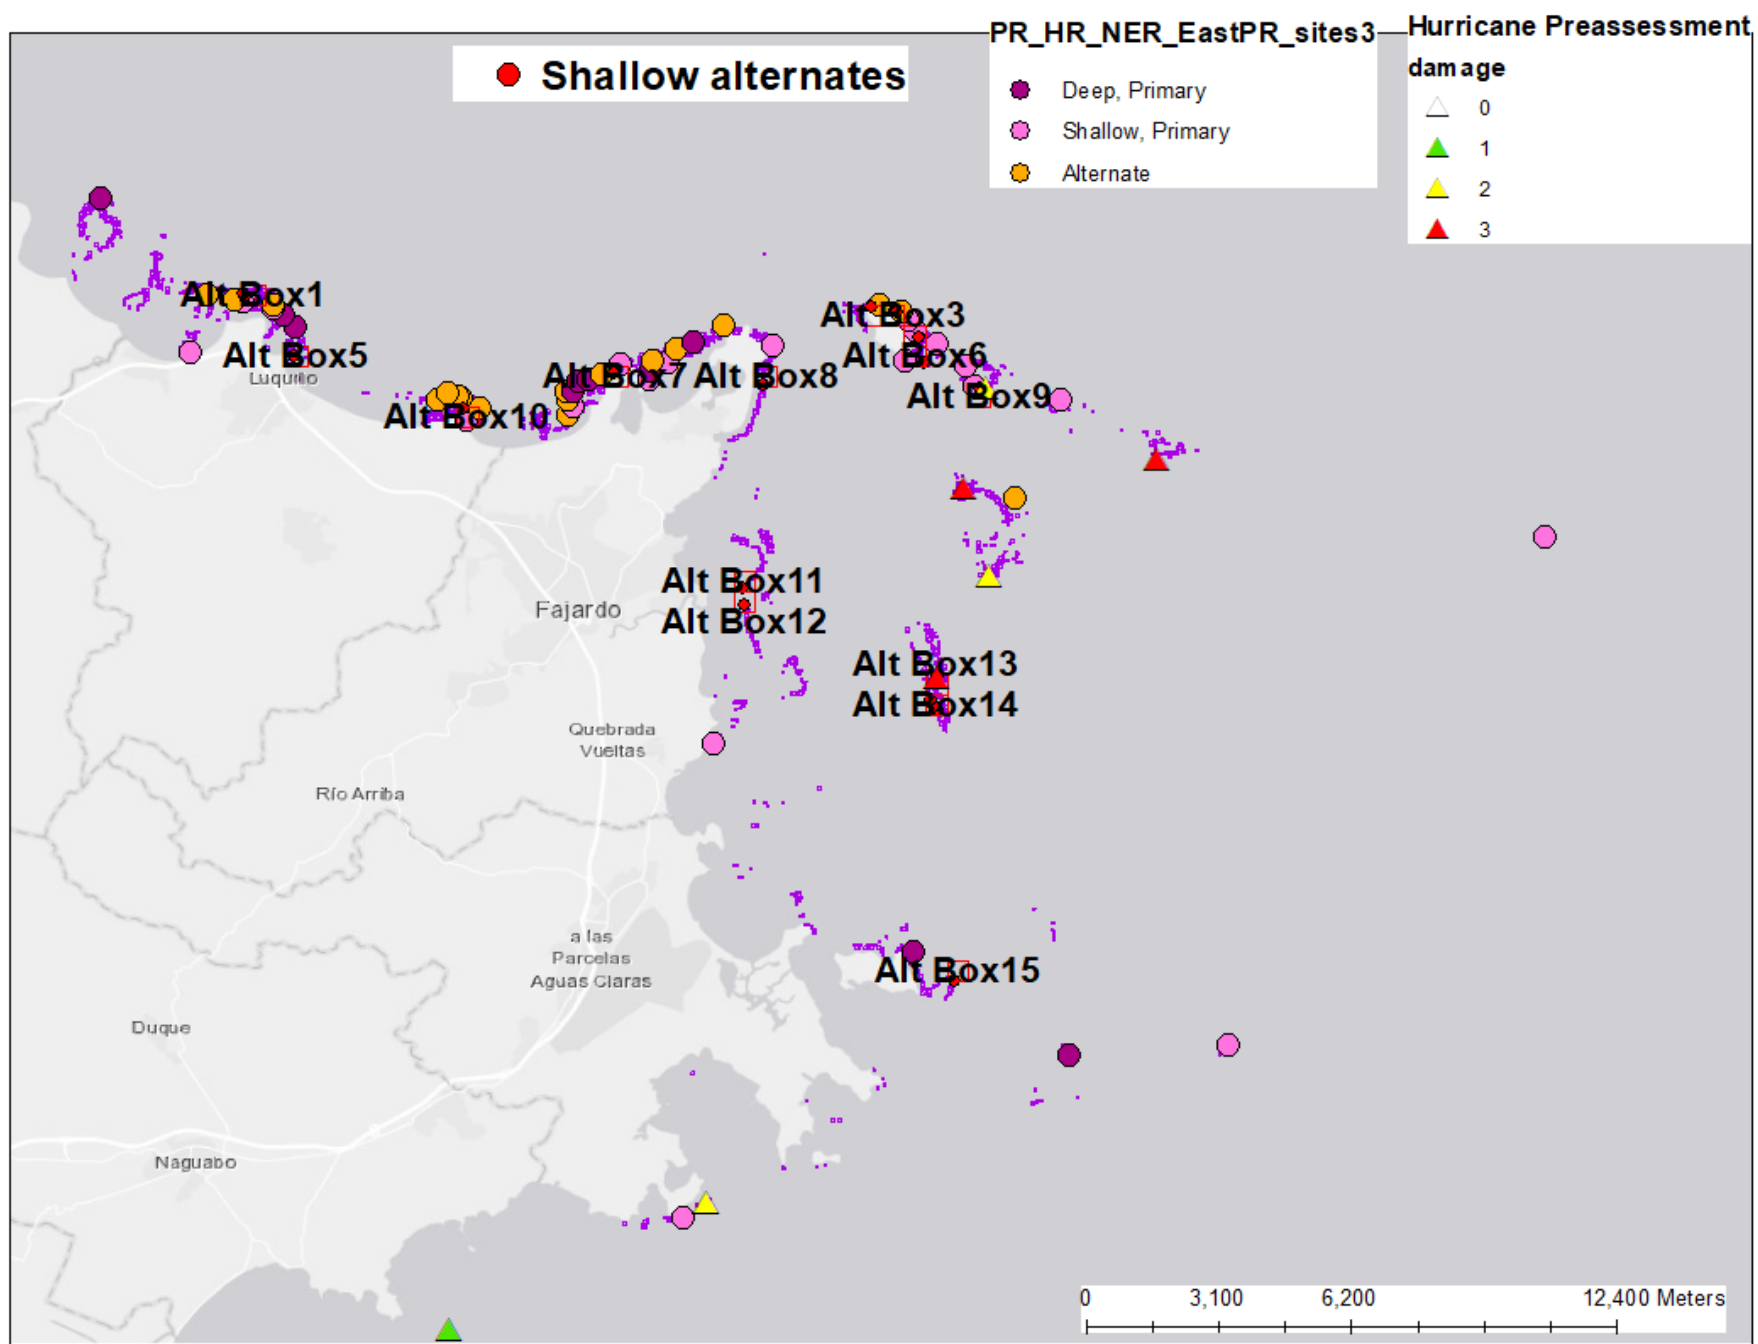 PR_HR_NER_EastPR_sites3
Deep, Primary
Shallow, Primary
Alternate
Hurricane Preassessment
damage
0
1
2
3
Shallow alternates
Alt Box1
Alt Box5
Luquillo
Alt Box10
Alt Box7
Alt Box8
Alt Box3
Alt Box6
Alt Box9
Alt Box11
Alt Box12
Fajardo
Alt Box13
Alt Box14
Quebrada
Vueltas
Río Arriba
a las
Parcelas
Aguas Claras
Alt Box15
Duque
Naguabo
0 3,100 6,200 12,400 Meters